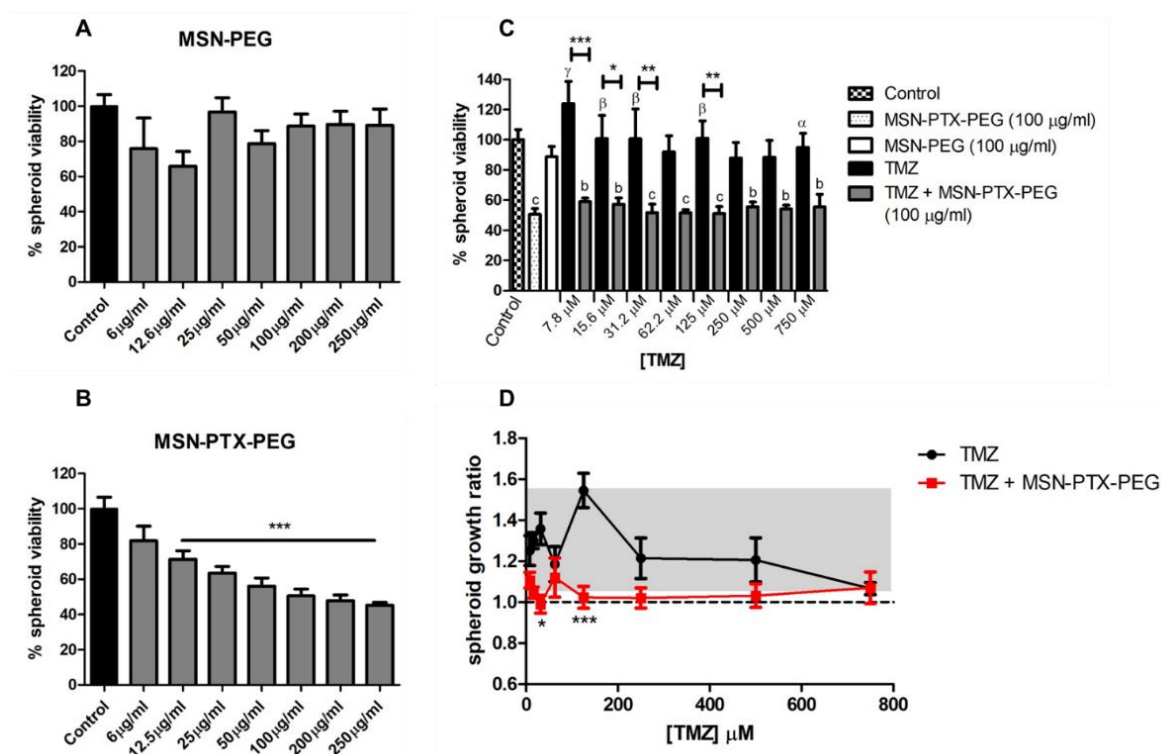 A
MSN-PEG
% spheroid viability
120
100
80
60
40
20
0
Control
6μg/ml
12.6μg/ml
25μg/ml
50μg/ml
100μg/ml
200μg/ml
250μg/ml
B
MSN-PTX-PEG
% spheroid viability
120
100
80
60
40
20
0
***
Control
6μg/ml
12.5μg/ml
25μg/ml
50μg/ml
100μg/ml
200μg/ml
250μg/ml
C
% spheroid viability
140
120
100
80
60
40
20
0
*** * ** **
γ β β β α
c b b c c b b b b
Control
7.8 μM
15.6 μM
31.2 μM
62.2 μM
125 μM
250 μM
500 μM
750 μM
[TMZ]
Control
MSN-PTX-PEG (100 μg/ml)
MSN-PEG (100 μg/ml)
TMZ
TMZ + MSN-PTX-PEG
(100 μg/ml)
D
spheroid growth ratio
1.8
1.6
1.4
1.2
1.0
0.8
0.6
* ***
0 200 400 600 800
[TMZ] μM
TMZ
TMZ + MSN-PTX-PEG